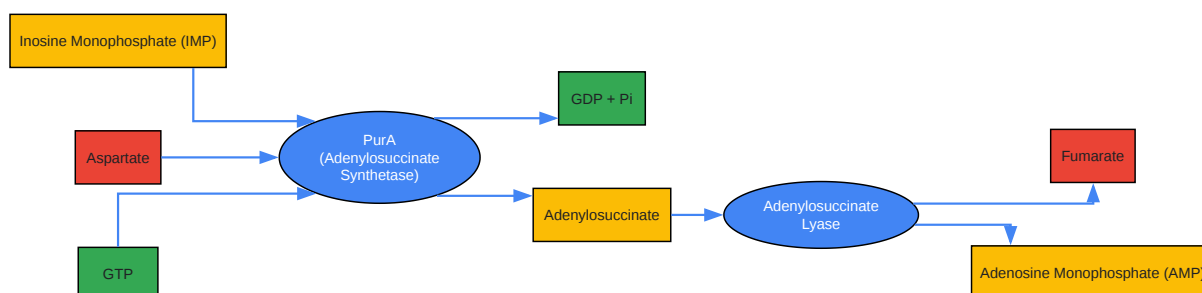 Inosine Monophosphate (IMP)
GDP + Pi
PurA
(Adenylosuccinate
Synthetase)
Aspartate
Fumarate
Adenylosuccinate
Adenylosuccinate
Lyase
GTP
Adenosine Monophosphate (AMP)